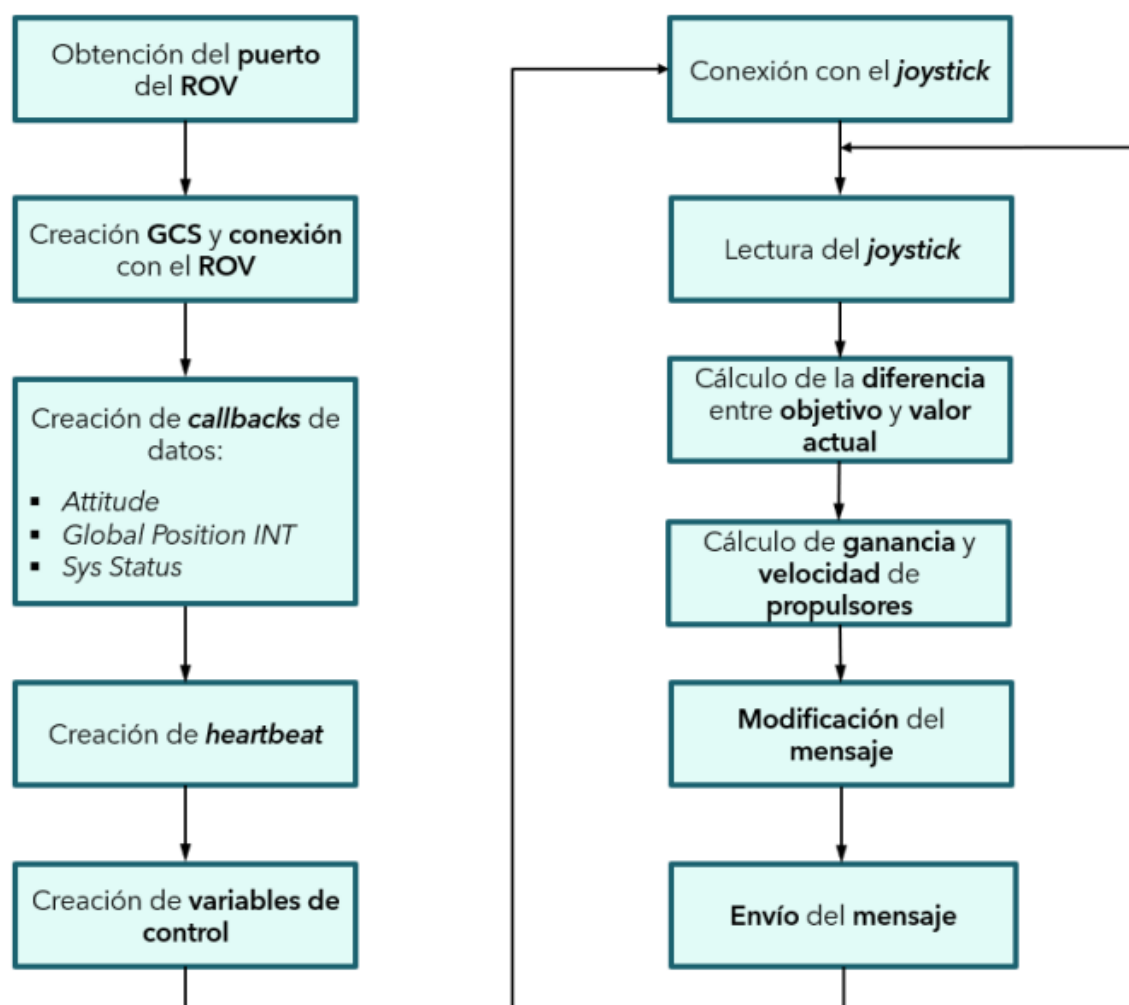 Obtención del puerto
del ROV
Creación GCS y conexión
con el ROV
Creación de callbacks de
datos:
▪ Attitude
▪ Global Position INT
▪ Sys Status
Creación de heartbeat
Creación de variables de
control
Conexión con el joystick
Lectura del joystick
Cálculo de la diferencia
entre objetivo y valor
actual
Cálculo de ganancia y
velocidad de
propulsores
Modificación del
mensaje
Envío del mensaje